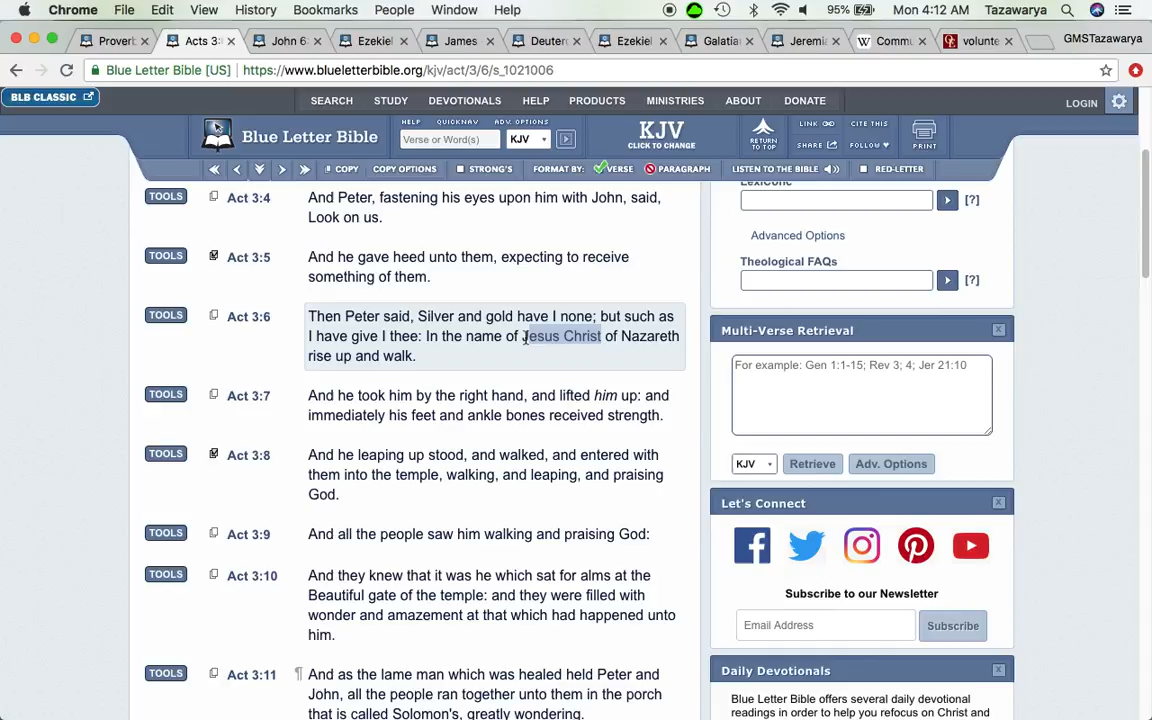 Chrome File Edit View History Bookmarks People Window Help 95% Mon 4:12 AM Tazawarya
Proverb Acts 3: John 6: Ezekiel James Deuter Ezekiel Galatia Jeremia Commu volunte GMSTazawarya
Blue Letter Bible [US] https://www.blueletterbible.org/kjv/act/3/6/s_1021006
BLB CLASSIC SEARCH STUDY DEVOTIONALS HELP PRODUCTS MINISTRIES ABOUT DONATE LOGIN
HELP QUICKNAV ADV. OPTIONS
Blue Letter Bible Verse or Word(s) KJV
KJV
CLICK TO CHANGE
RETURN
TO TOP
LINK CITE THIS
SHARE FOLLOW PRINT
COPY COPY OPTIONS STRONG'S FORMAT BY: VERSE PARAGRAPH LISTEN TO THE BIBLE RED-LETTER
TOOLS Act 3:4 And Peter, fastening his eyes upon him with John, said,
Look on us.
TOOLS Act 3:5 And he gave heed unto them, expecting to receive
something of them.
TOOLS Act 3:6 Then Peter said, Silver and gold have I none; but such as
I have give I thee: In the name of Jesus Christ of Nazareth
rise up and walk.
TOOLS Act 3:7 And he took him by the right hand, and lifted him up: and
immediately his feet and ankle bones received strength.
TOOLS Act 3:8 And he leaping up stood, and walked, and entered with
them into the temple, walking, and leaping, and praising
God.
TOOLS Act 3:9 And all the people saw him walking and praising God:
TOOLS Act 3:10 And they knew that it was he which sat for alms at the
Beautiful gate of the temple: and they were filled with
wonder and amazement at that which had happened unto
him.
TOOLS Act 3:11 ¶ And as the lame man which was healed held Peter and
John, all the people ran together unto them in the porch
that is called Solomon's, greatly wondering.
LexiConc
[?]
Advanced Options
Theological FAQs
[?]
Multi-Verse Retrieval
For example: Gen 1:1-15; Rev 3; 4; Jer 21:10
KJV Retrieve Adv. Options
Let's Connect
Subscribe to our Newsletter
Email Address Subscribe
Daily Devotionals
Blue Letter Bible offers several daily devotional
readings in order to help you refocus on Christ and